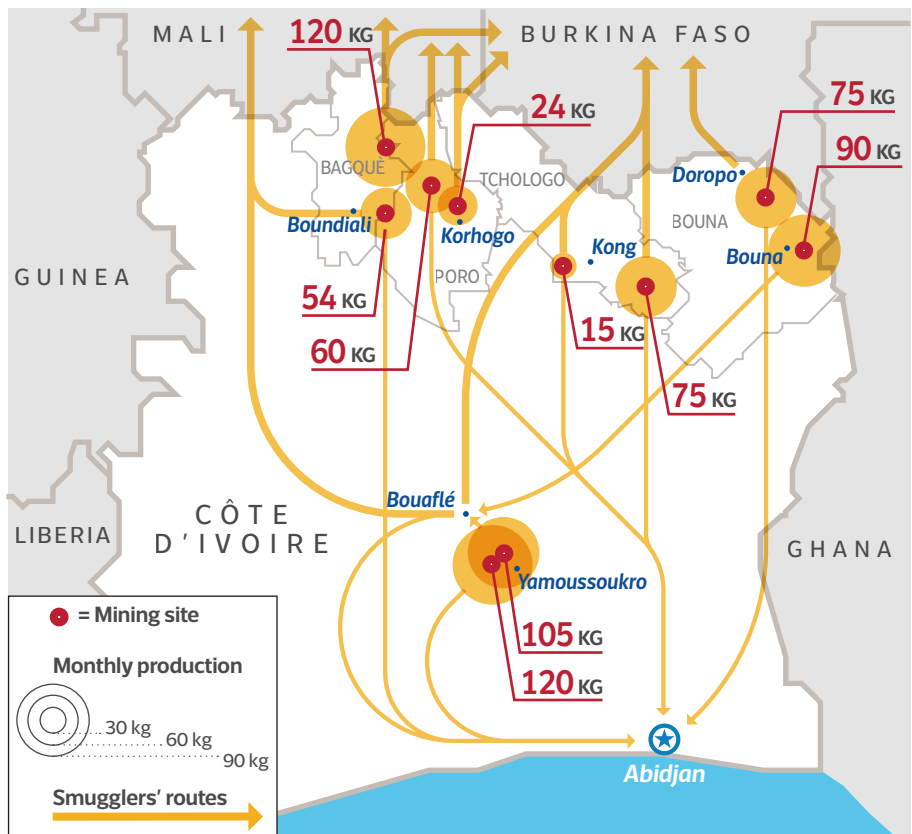 MALI
BURKINA FASO
120 KG
24 KG
75 KG
90 KG
BAGQUÈ
TCHOLOGO
Doropo
BOUNA
Boundiali
Korhogo
Kong
Bouna
GUINEA
PORO
54 KG
60 KG
15 KG
75 KG
Bouaflé
CÔTE
D'IVOIRE
LIBERIA
GHANA
Yamoussoukro
105 KG
120 KG
Abidjan
= Mining site
Monthly production
30 kg
60 kg
90 kg
Smugglers' routes